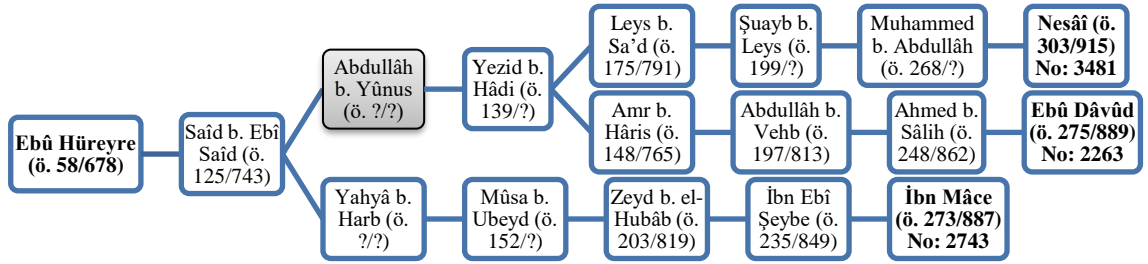 Ebû Hüreyre
(ö. 58/678)
Saîd b. Ebî
Saîd (ö.
125/743)
Abdullâh
b. Yûnus
(ö. ?/?)
Yezid b.
Hâdi (ö.
139/?)
Leys b.
Sa’d (ö.
175/791)
Şuayb b.
Leys (ö.
199/?)
Muhammed
b. Abdullâh
(ö. 268/?)
Nesâî (ö.
303/915)
No: 3481
Amr b.
Hâris (ö.
148/765)
Abdullâh b.
Vehb (ö.
197/813)
Ahmed b.
Sâlih (ö.
248/862)
Ebû Dâvûd
(ö. 275/889)
No: 2263
Yahyâ b.
Harb (ö.
?/?)
Mûsa b.
Ubeyd (ö.
152/?)
Zeyd b. el-
Hubâb (ö.
203/819)
İbn Ebî
Şeybe (ö.
235/849)
İbn Mâce
(ö. 273/887)
No: 2743